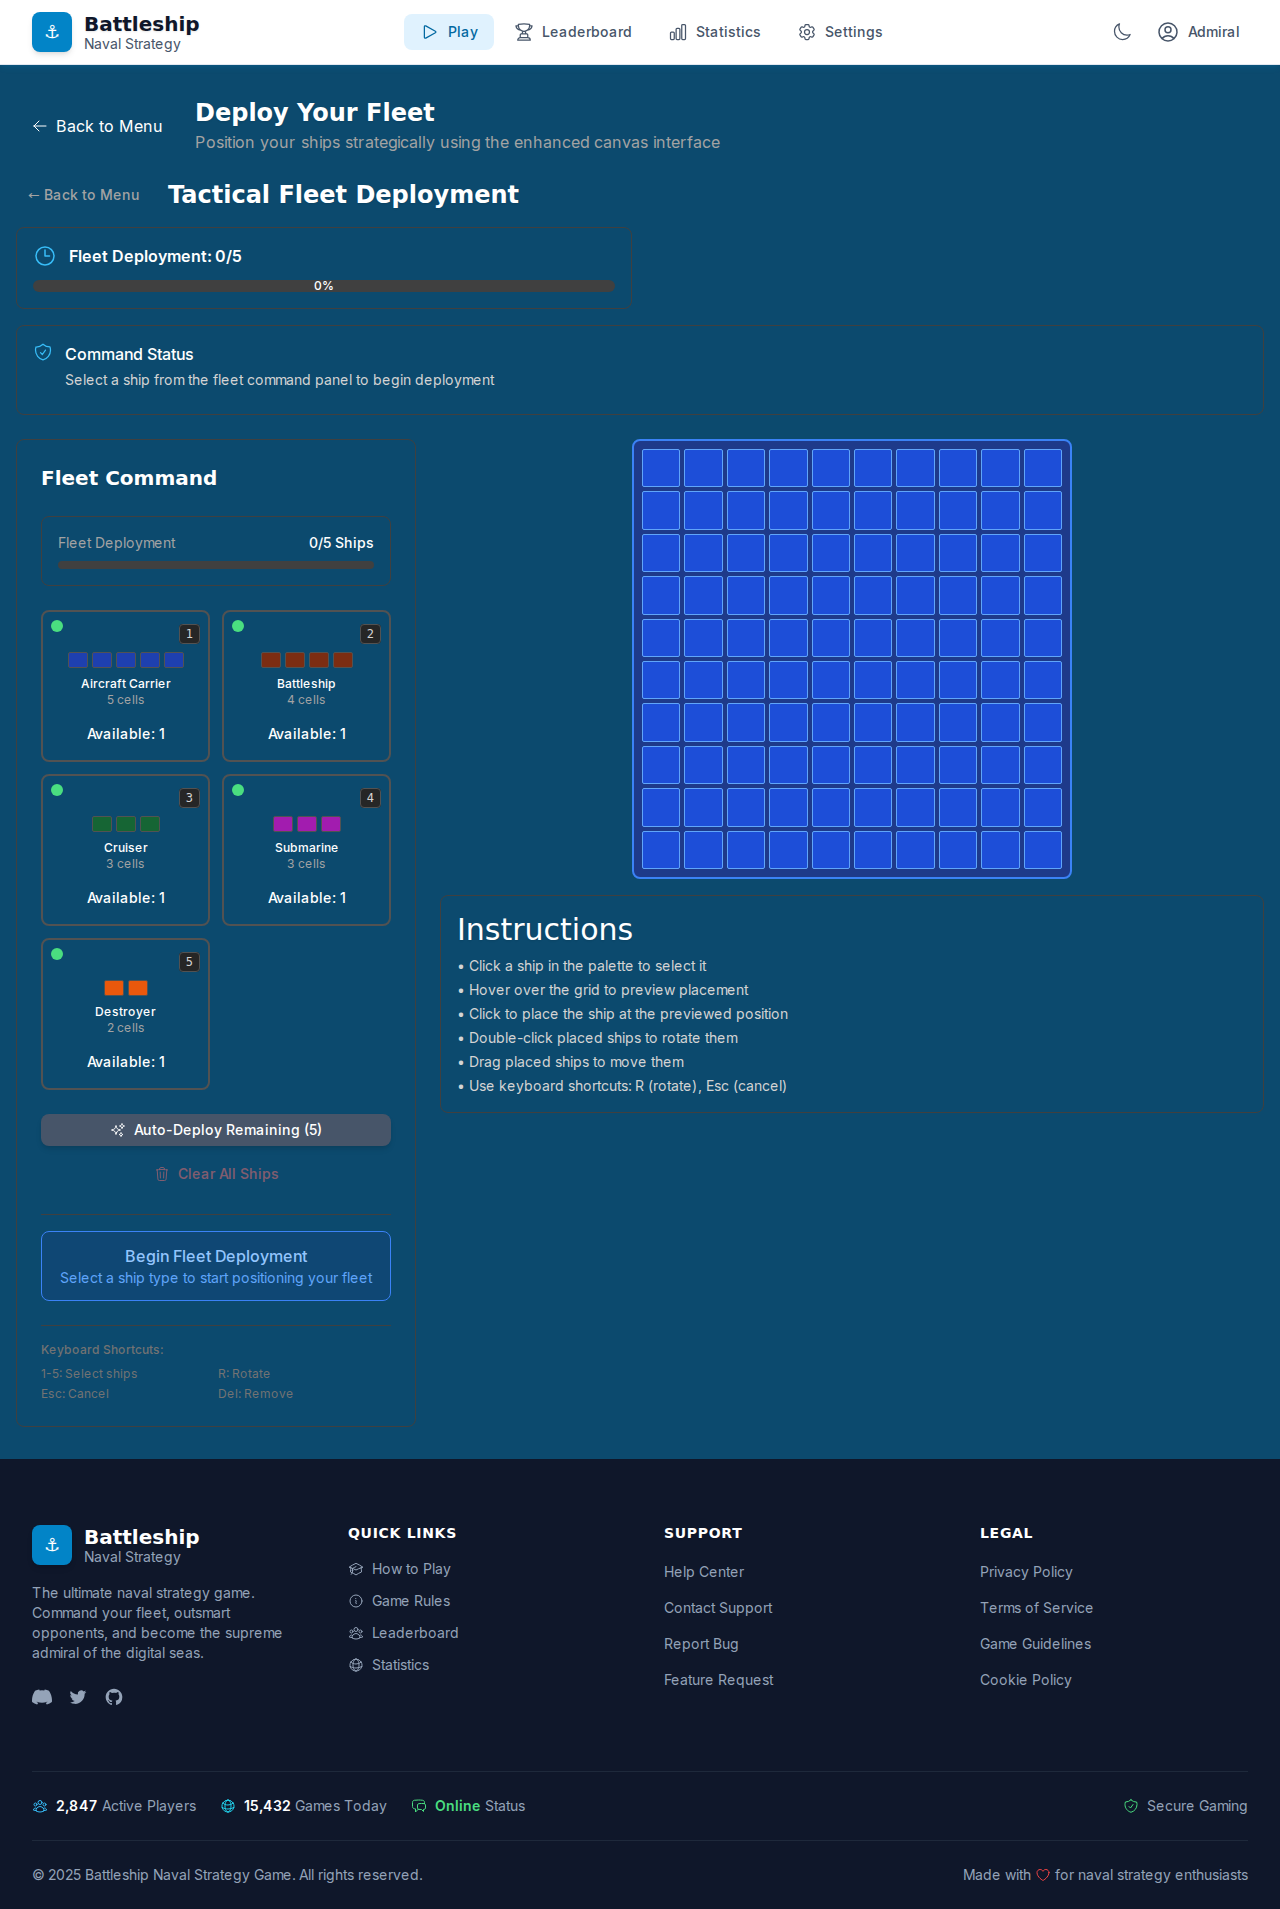 Battleship
Naval Strategy
Play
Leaderboard
Statistics
Settings
Admiral
← Back to Menu
Deploy Your Fleet
Position your ships strategically using the enhanced canvas interface
← Back to Menu
Tactical Fleet Deployment
Fleet Deployment: 0/5
0%
Command Status
Select a ship from the fleet command panel to begin deployment
Fleet Command
Fleet Deployment 0/5 Ships
1
Aircraft Carrier
5 cells
Available: 1
2
Battleship
4 cells
Available: 1
3
Cruiser
3 cells
Available: 1
4
Submarine
3 cells
Available: 1
5
Destroyer
2 cells
Available: 1
Auto-Deploy Remaining (5)
Clear All Ships
Begin Fleet Deployment
Select a ship type to start positioning your fleet
Keyboard Shortcuts:
1-5: Select ships
R: Rotate
Esc: Cancel
Del: Remove
Instructions
• Click a ship in the palette to select it
• Hover over the grid to preview placement
• Click to place the ship at the previewed position
• Double-click placed ships to rotate them
• Drag placed ships to move them
• Use keyboard shortcuts: R (rotate), Esc (cancel)
Battleship
Naval Strategy
The ultimate naval strategy game.
Command your fleet, outsmart
opponents, and become the supreme
admiral of the digital seas.
QUICK LINKS
How to Play
Game Rules
Leaderboard
Statistics
SUPPORT
Help Center
Contact Support
Report Bug
Feature Request
LEGAL
Privacy Policy
Terms of Service
Game Guidelines
Cookie Policy
2,847 Active Players
15,432 Games Today
Online Status
Secure Gaming
© 2025 Battleship Naval Strategy Game. All rights reserved.
Made with ♡ for naval strategy enthusiasts